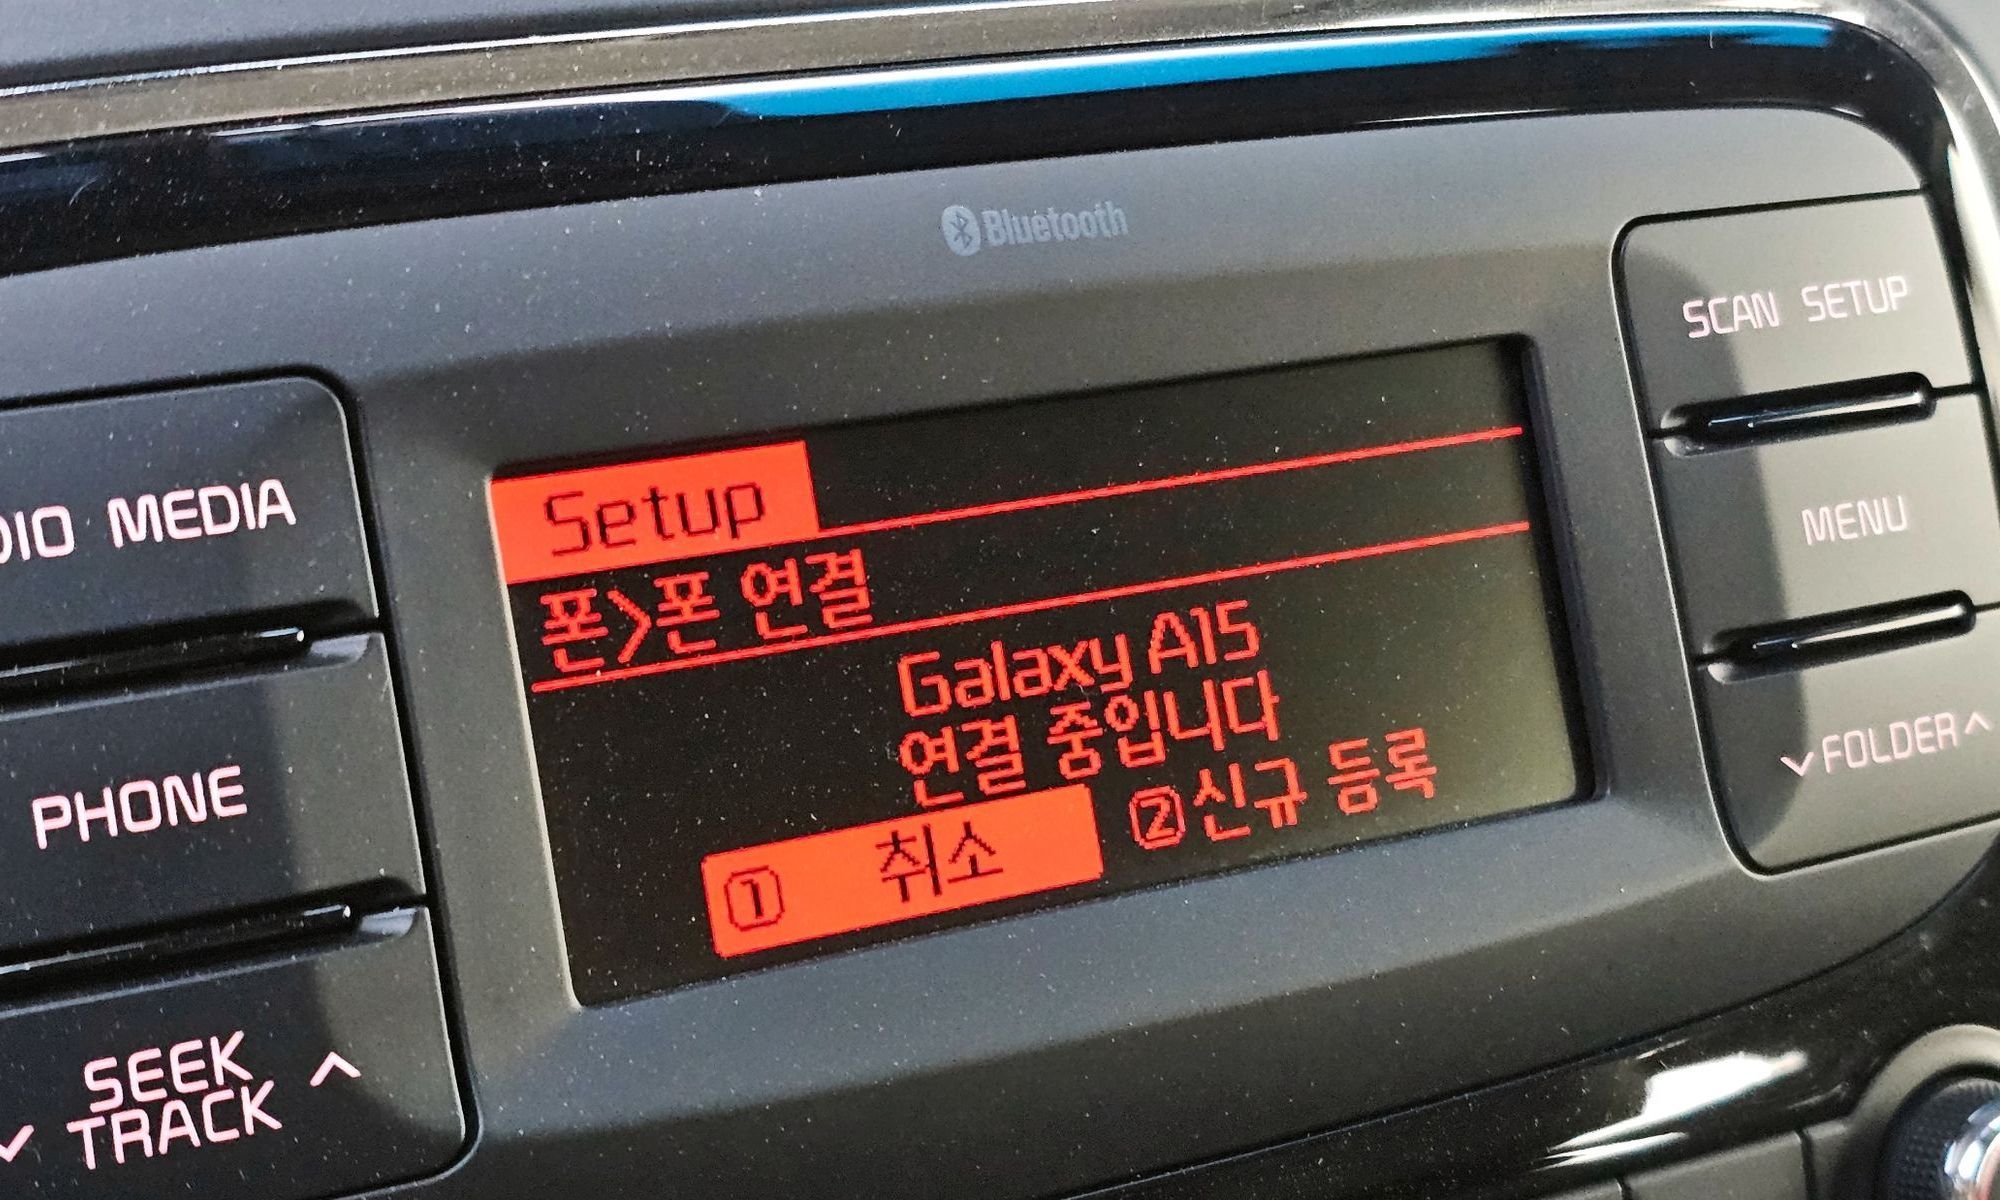 Bluetooth
SCAN SETUP
MEDIA
Setup
MENU
폰>폰 연결
Galaxy A15
연결 중입니다
FOLDER
PHONE
① 취소 ②신규 등록
SEEK
TRACK